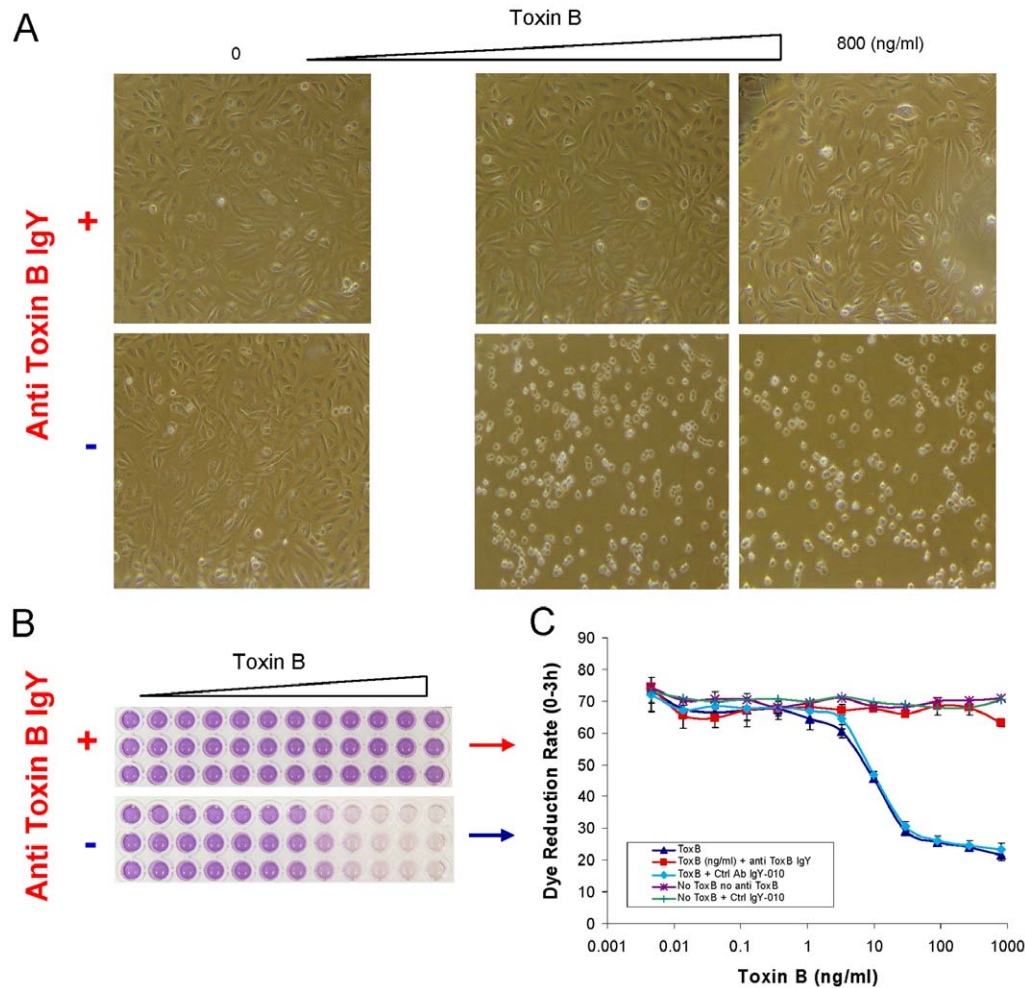 A
Toxin B
0
800 (ng/ml)
Anti Toxin B IgY
+
-
B
Toxin B
Anti Toxin B IgY
+
-
C
Dye Reduction Rate (0-3h)
90
80
70
60
50
40
30
20
10
0
ToxB
ToxB (ng/ml) + anti ToxB IgY
ToxB + Ctrl Ab IgY-010
No ToxB no anti ToxB
No ToxB + Ctrl IgY-010
0.001 0.01 0.1 1 10 100 1000
Toxin B (ng/ml)